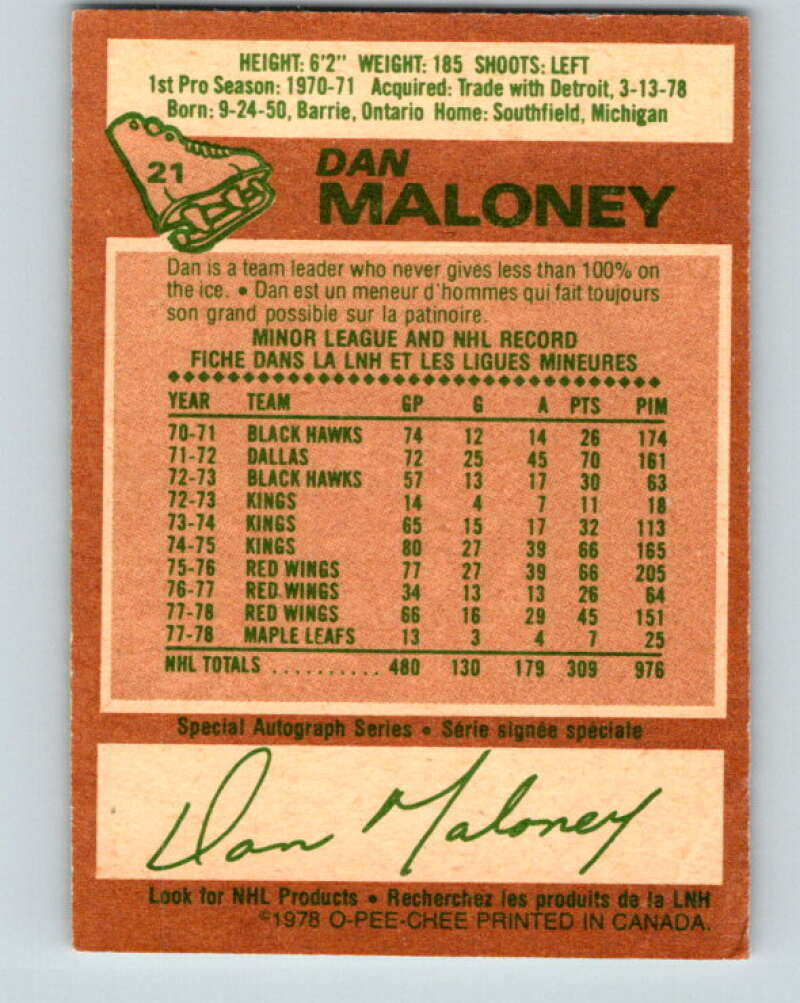 HEIGHT: 6'2" WEIGHT: 185 SHOOTS: LEFT
1st Pro Season: 1970-71 Acquired: Trade with Detroit, 3-13-78
Born: 9-24-50, Barrie, Ontario Home: Southfield, Michigan
21
DAN
MALONEY
Dan is a team leader who never gives less than 100% on
the ice. • Dan est un meneur d'hommes qui fait toujours
son grand possible sur la patinoire.
MINOR LEAGUE AND NHL RECORD
FICHE DANS LA LNH ET LES LIGUES MINEURES
YEAR TEAM GP G A PTS PIM
70-71 BLACK HAWKS 74 12 14 26 174
71-72 DALLAS 72 25 45 70 161
72-73 BLACK HAWKS 57 13 17 30 63
72-73 KINGS 14 4 7 11 18
73-74 KINGS 65 15 17 32 113
74-75 KINGS 80 27 39 66 165
75-76 RED WINGS 77 27 39 66 205
76-77 RED WINGS 34 13 13 26 64
77-78 RED WINGS 66 16 29 45 151
77-78 MAPLE LEAFS 13 3 4 7 25
NHL TOTALS .......... 480 130 179 309 976
Special Autograph Series • Série signée spéciale
Dan Maloney
Look for NHL Products • Recherchez les produits de la LNH
©1978 O-PEE-CHEE PRINTED IN CANADA.